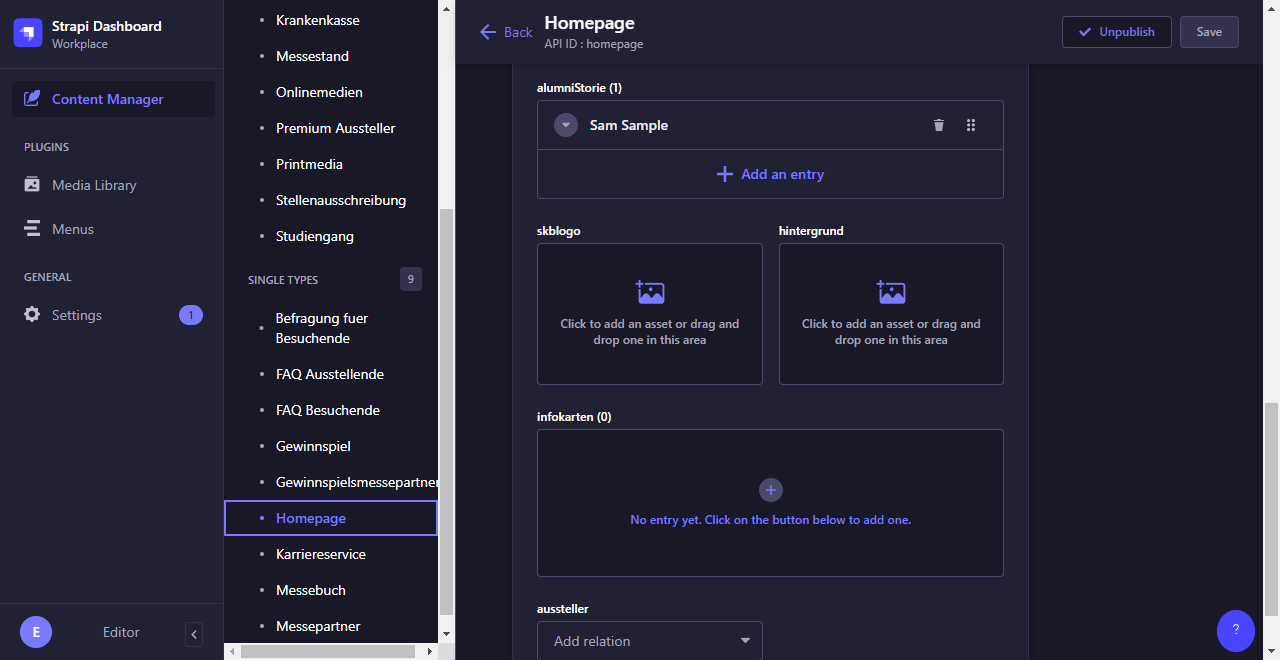 Strapi Dashboard
Workplace
Content Manager
PLUGINS
Media Library
Menus
GENERAL
Settings
1
E
Editor
Krankenkasse
Messestand
Onlinemedien
Premium Aussteller
Printmedia
Stellenausschreibung
Studiengang
SINGLE TYPES
9
Befragung fuer
Besuchende
FAQ Ausstellende
FAQ Besuchende
Gewinnspiel
Gewinnspielsmessepartner
Homepage
Karriereservice
Messebuch
Messepartner
Back
Homepage
API ID : homepage
Unpublish
Save
alumniStorie (1)
Sam Sample
Add an entry
skblogo
hintergrund
Click to add an asset or drag and
drop one in this area
Click to add an asset or drag and
drop one in this area
infokarten (0)
No entry yet. Click on the button below to add one.
aussteller
Add relation
?